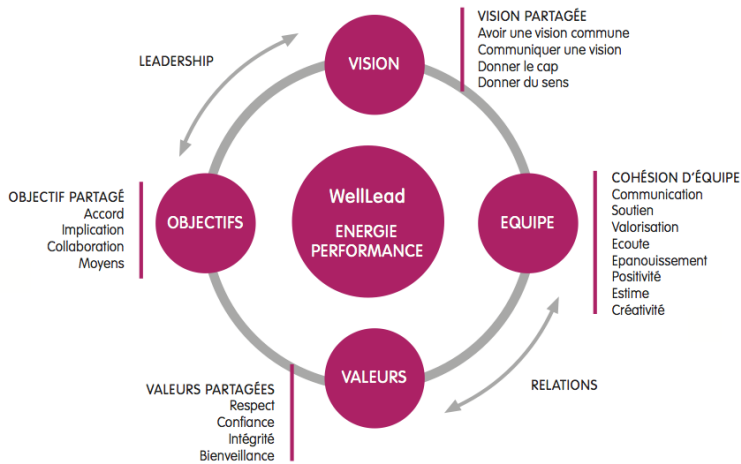 VISION PARTAGÉE
Avoir une vision commune
Communiquer une vision
Donner le cap
Donner du sens
LEADERSHIP
VISION
OBJECTIF PARTAGÉ
Accord
Implication
Collaboration
Moyens
OBJECTIFS
WellLead
ENERGIE
PERFORMANCE
EQUIPE
COHÉSION D'ÉQUIPE
Communication
Soutien
Valorisation
Ecoute
Epanouissement
Positivité
Estime
Créativité
VALEURS
RELATIONS
VALEURS PARTAGÉES
Respect
Confiance
Intégrité
Bienveillance